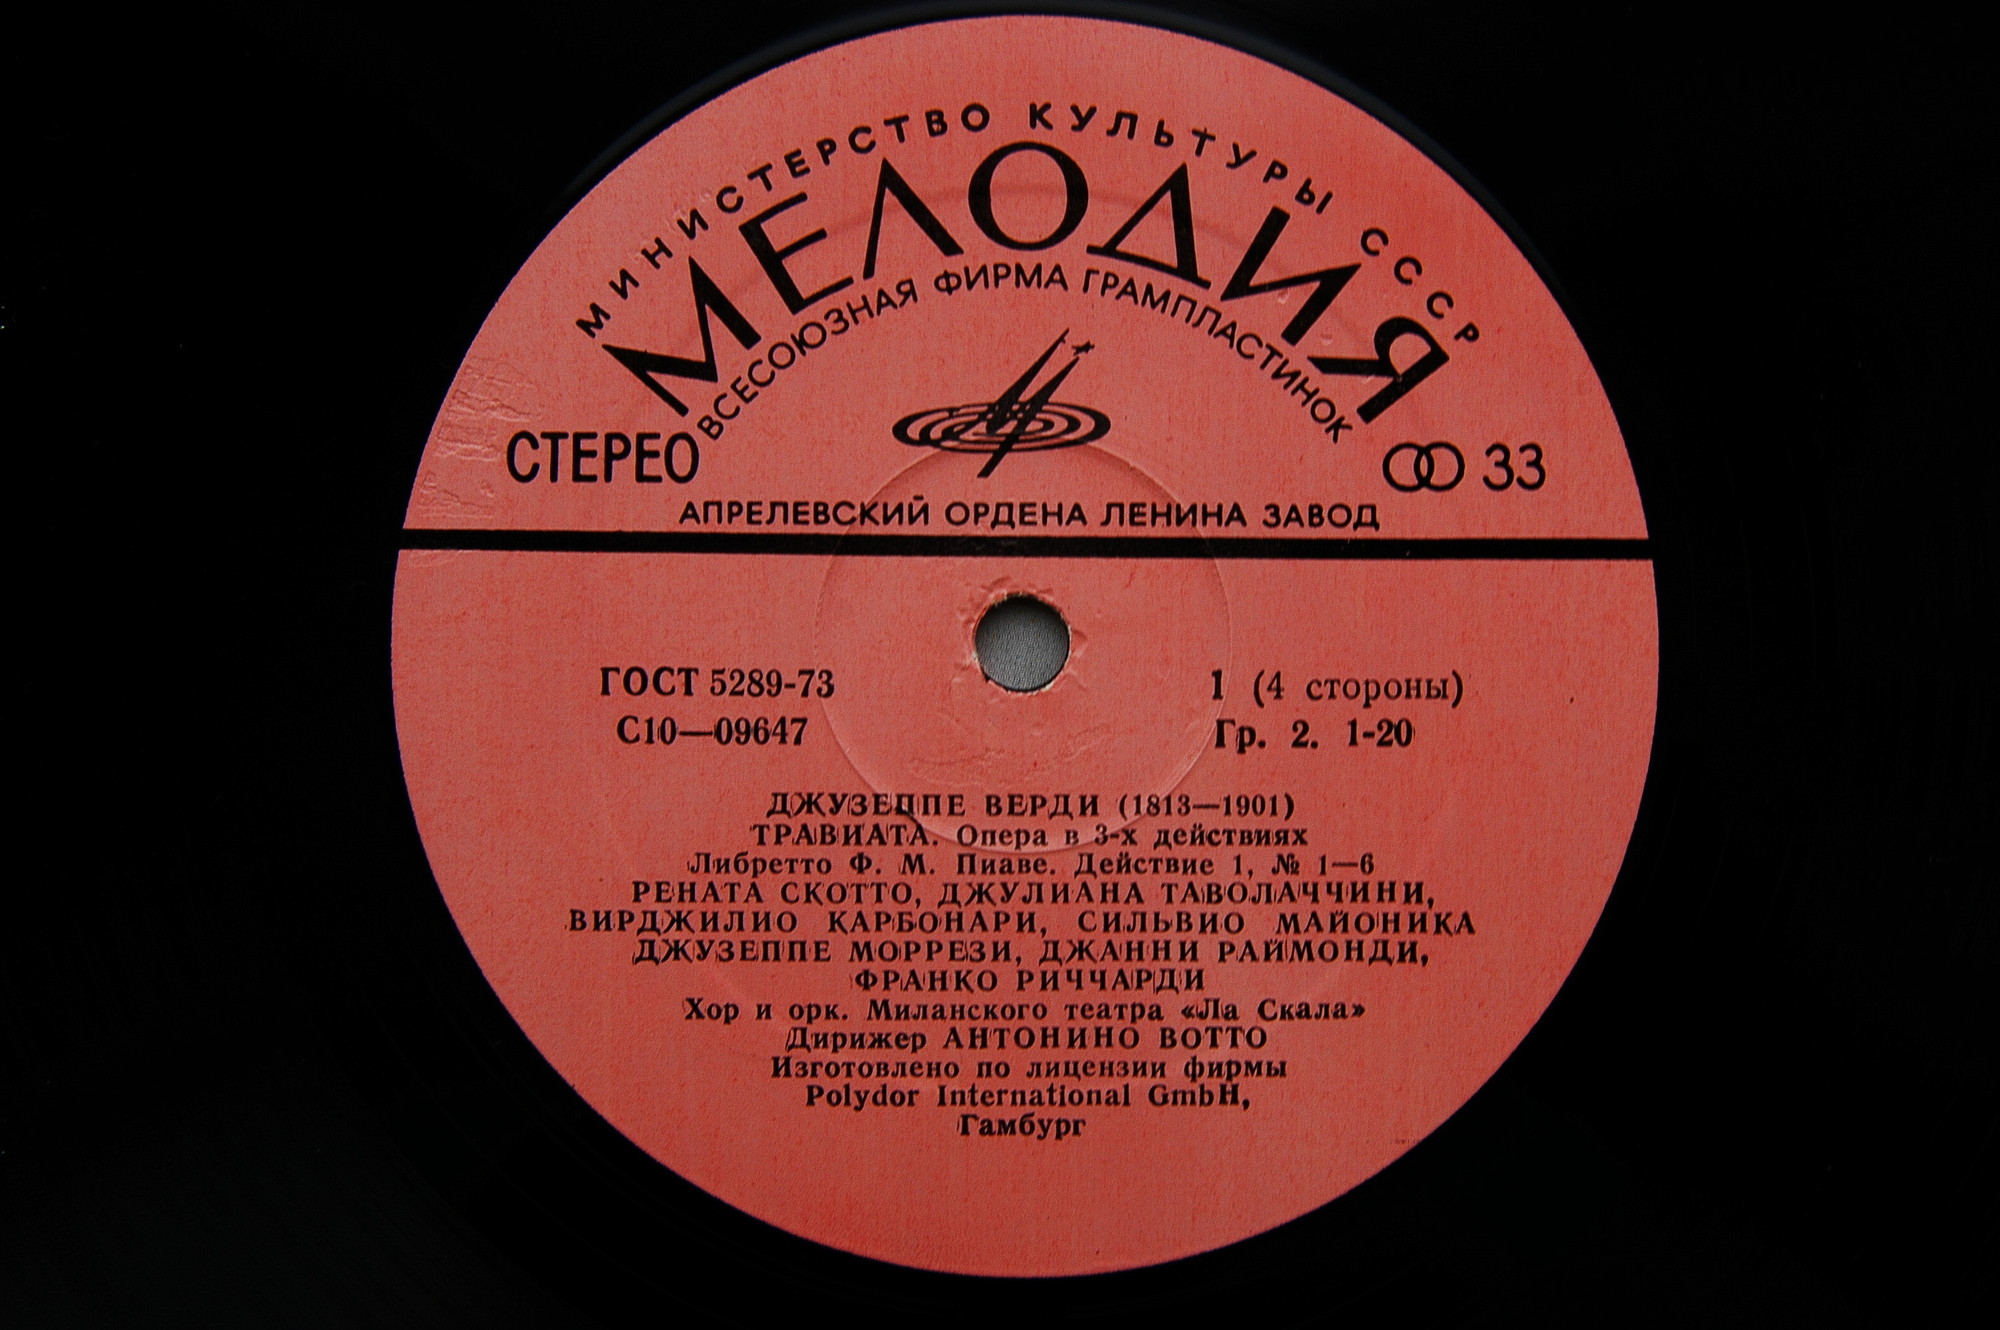 МИНИСТЕРСТВО КУЛЬТУРЫ СССР
МЕЛОДИЯ
ВСЕСОЮЗНАЯ ФИРМА ГРАМПЛАСТИНОК
СТЕРЕО
33
АПРЕЛЕВСКИЙ ОРДЕНА ЛЕНИНА ЗАВОД
ГОСТ 5289-73
С10—09647
1 (4 стороны)
Гр. 2. 1-20
ДЖУЗЕППЕ ВЕРДИ (1813—1901)
ТРАВИАТА. Опера в 3-х действиях
Либретто Ф. М. Пиаве. Действие 1, № 1—6
РЕНАТА СКОТТО, ДЖУЛИАНА ТАВОЛАЧЧИНИ,
ВИРДЖИЛИО КАРБОНАРИ, СИЛЬВИО МАЙОНИКА
ДЖУЗЕППЕ МОРРЕЗИ, ДЖАННИ РАЙМОНДИ,
ФРАНКО РИЧЧАРДИ
Хор и орк. Миланского театра «Ла Скала»
Дирижер АНТОНИНО ВОТТО
Изготовлено по лицензии фирмы
Polydor International GmbH,
Гамбург